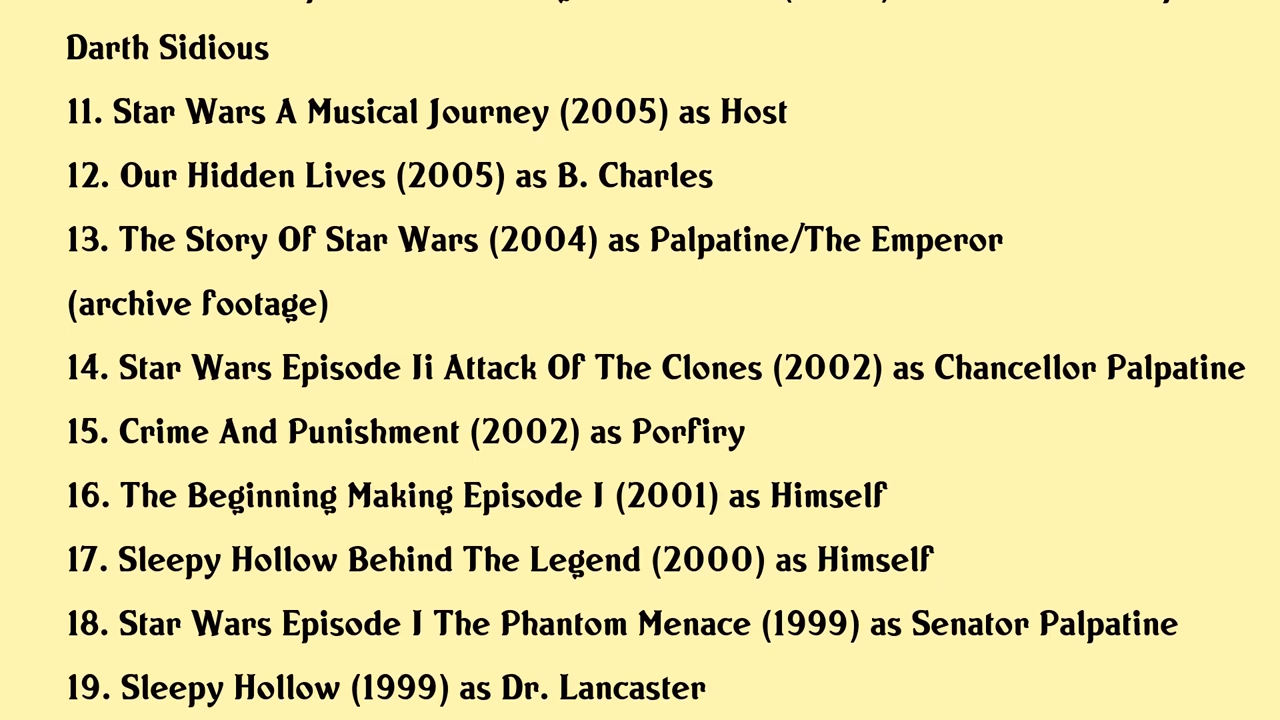 Darth Sidious
11. Star Wars A Musical Journey (2005) as Host
12. Our Hidden Lives (2005) as B. Charles
13. The Story Of Star Wars (2004) as Palpatine/The Emperor
(archive footage)
14. Star Wars Episode Ii Attack Of The Clones (2002) as Chancellor Palpatine
15. Crime And Punishment (2002) as Porfiry
16. The Beginning Making Episode I (2001) as Himself
17. Sleepy Hollow Behind The Legend (2000) as Himself
18. Star Wars Episode I The Phantom Menace (1999) as Senator Palpatine
19. Sleepy Hollow (1999) as Dr. Lancaster